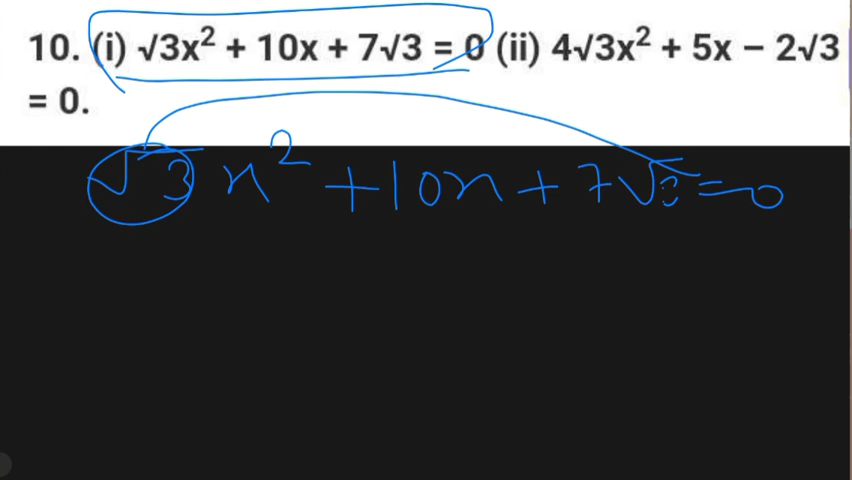 10. (i) √3x² + 10x + 7√3 = 0 (ii) 4√3x² + 5x − 2√3
= 0.
√3 x² + 10x + 7√3 = 0